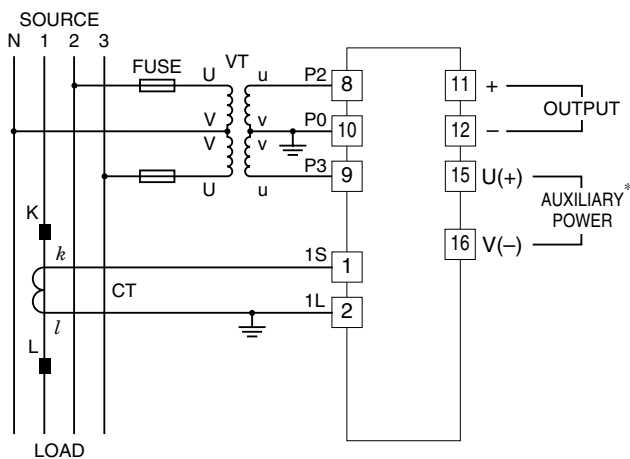 SOURCE
N 1 2 3
FUSE
VT
U u P2 8
V v P0 10
V v
U u P3 9
11 +
OUTPUT
12 −
15 U(+)
AUXILIARY*
POWER
16 V(−)
K
k
1S 1
CT
1L 2
l
L
LOAD